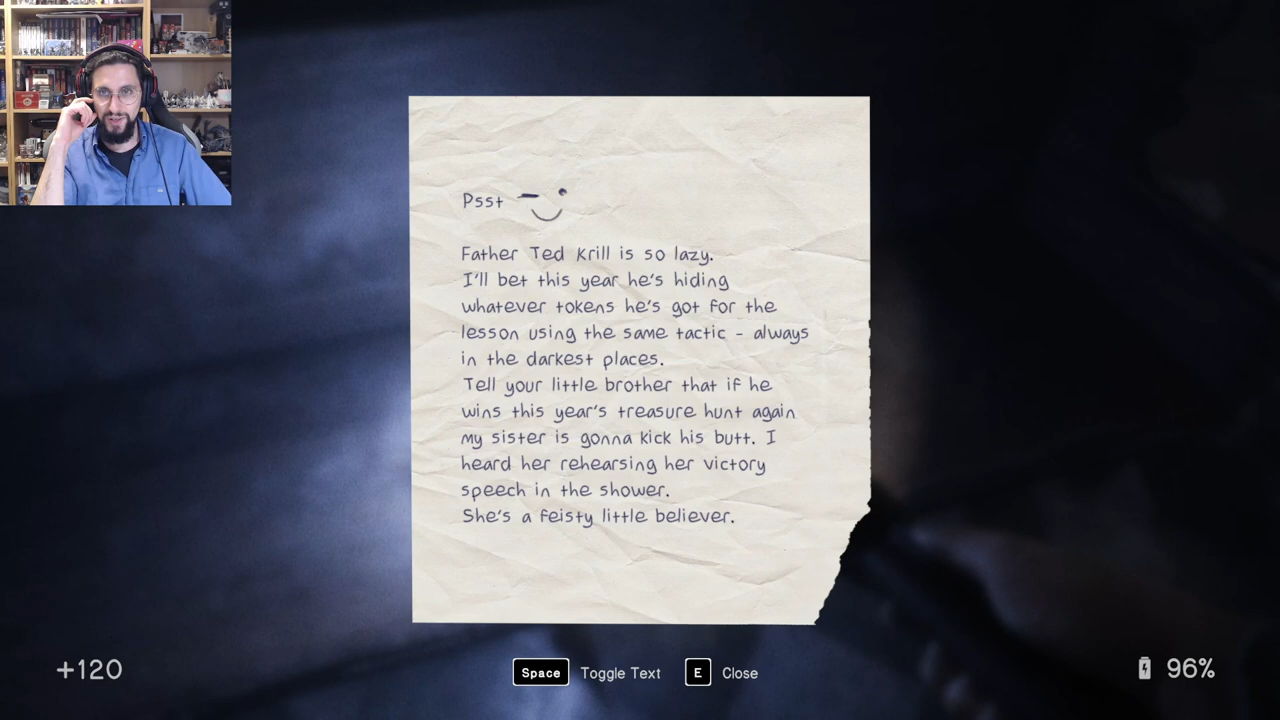 Psst
Father Ted Krill is so lazy.
I'll bet this year he's hiding
whatever tokens he's got for the
lesson using the same tactic - always
in the darkest places.
Tell your little brother that if he
wins this year's treasure hunt again
my sister is gonna kick his butt. I
heard her rehearsing her victory
speech in the shower.
She's a feisty little believer.
+120
Space Toggle Text E Close
96%